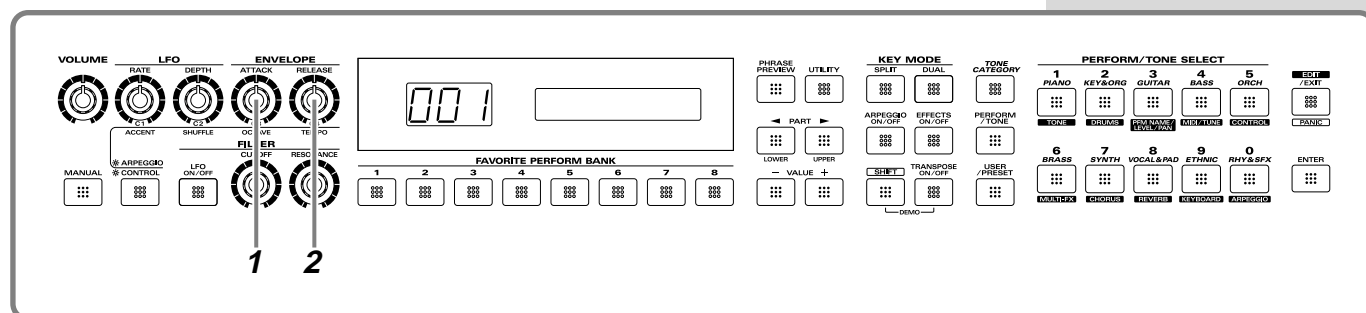 VOLUME LFO ENVELOPE
RATE DEPTH ATTACK RELEASE
C1 C2
ACCENT SHUFFLE OCTAVE TEMPO
FILTER
CUTOFF RESONANCE
MANUAL
ARPEGGIO
CONTROL
LFO
ON/OFF
001
FAVORITE PERFORM BANK
1 2 3 4 5 6 7 8
PHRASE
PREVIEW
UTILITY
◄ PART ►
LOWER UPPER
− VALUE +
KEY MODE
SPLIT DUAL
ARPEGGIO
ON/OFF
EFFECTS
ON/OFF
SHIFT
TRANSPOSE
ON/OFF
DEMO
TONE
CATEGORY
PERFORM
/TONE
USER
/PRESET
PERFORM/TONE SELECT
1 2 3 4 5
PIANO KEY&ORG GUITAR BASS ORCH
TONE DRUMS PFM NAME/
LEVEL/PAN MIDI/TUNE CONTROL
6 7 8 9 0
BRASS SYNTH VOCAL&PAD ETHNIC RHY&SFX
MULTI-FX CHORUS REVERB KEYBOARD ARPEGGIO
EDIT
/EXIT
PANIC
ENTER
1 2